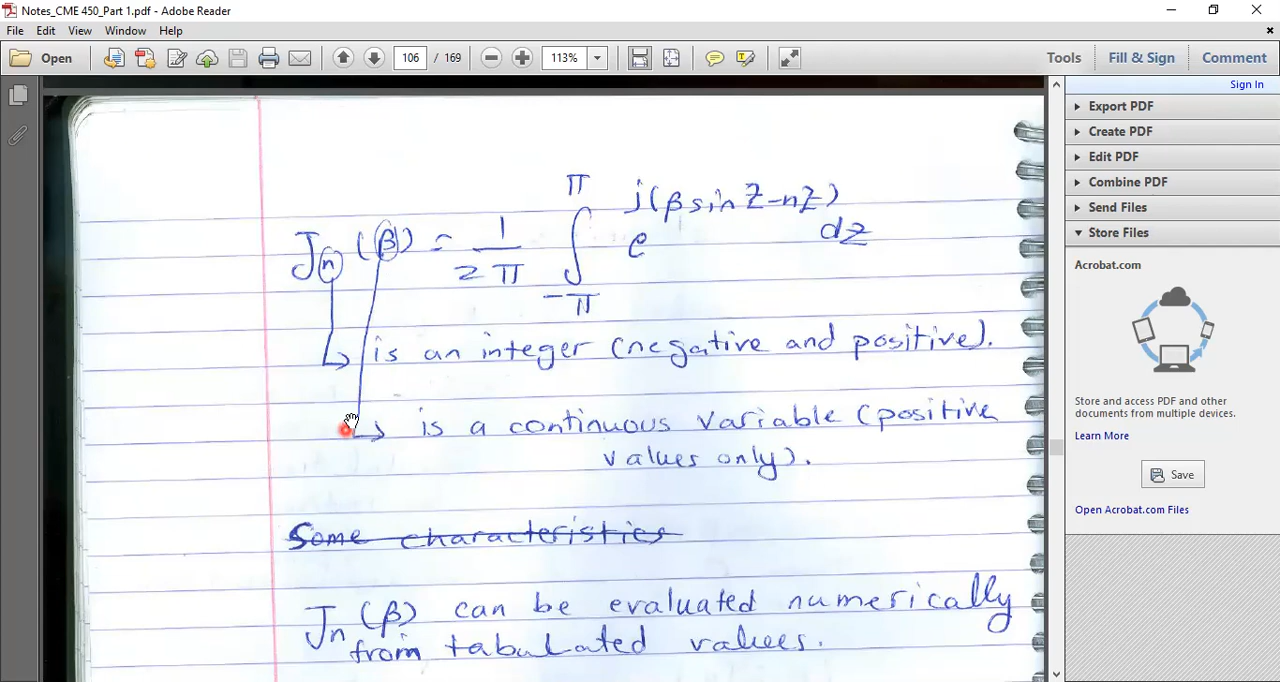 Notes_CME 450_Part 1.pdf - Adobe Reader
File Edit View Window Help
Open 106 / 169 113% Tools Fill & Sign Comment
Sign In
Export PDF
Create PDF
Edit PDF
Combine PDF
Send Files
Store Files
Acrobat.com
Store and access PDF and other
documents from multiple devices.
Learn More
Save
Open Acrobat.com Files
Jn (β) = 1/2π ∫_{-π}^{π} e^{j(β sin Z - nZ)} dz
is an integer (negative and positive).
is a continuous variable (positive
values only).
Some characteristics
Jn (β) can be evaluated numerically
from tabulated values.